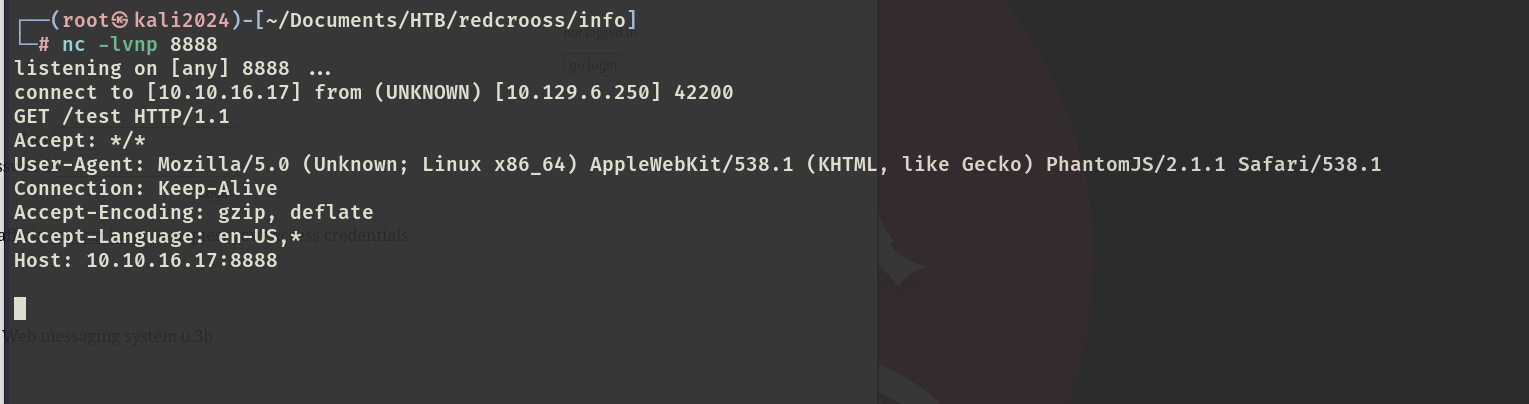 ┌──(root㉿kali2024)-[~/Documents/HTB/redcrooss/info]
└─# nc -lvnp 8888
not logged in
listening on [any] 8888 ...
go login
connect to [10.10.16.17] from (UNKNOWN) [10.129.6.250] 42200
GET /test HTTP/1.1
Accept: */*
User-Agent: Mozilla/5.0 (Unknown; Linux x86_64) AppleWebKit/538.1 (KHTML, like Gecko) PhantomJS/2.1.1 Safari/538.1
Connection: Keep-Alive
Accept-Encoding: gzip, deflate
Accept-Language: en-US,*
credentials.
Host: 10.10.16.17:8888
Web messaging system 0.3b